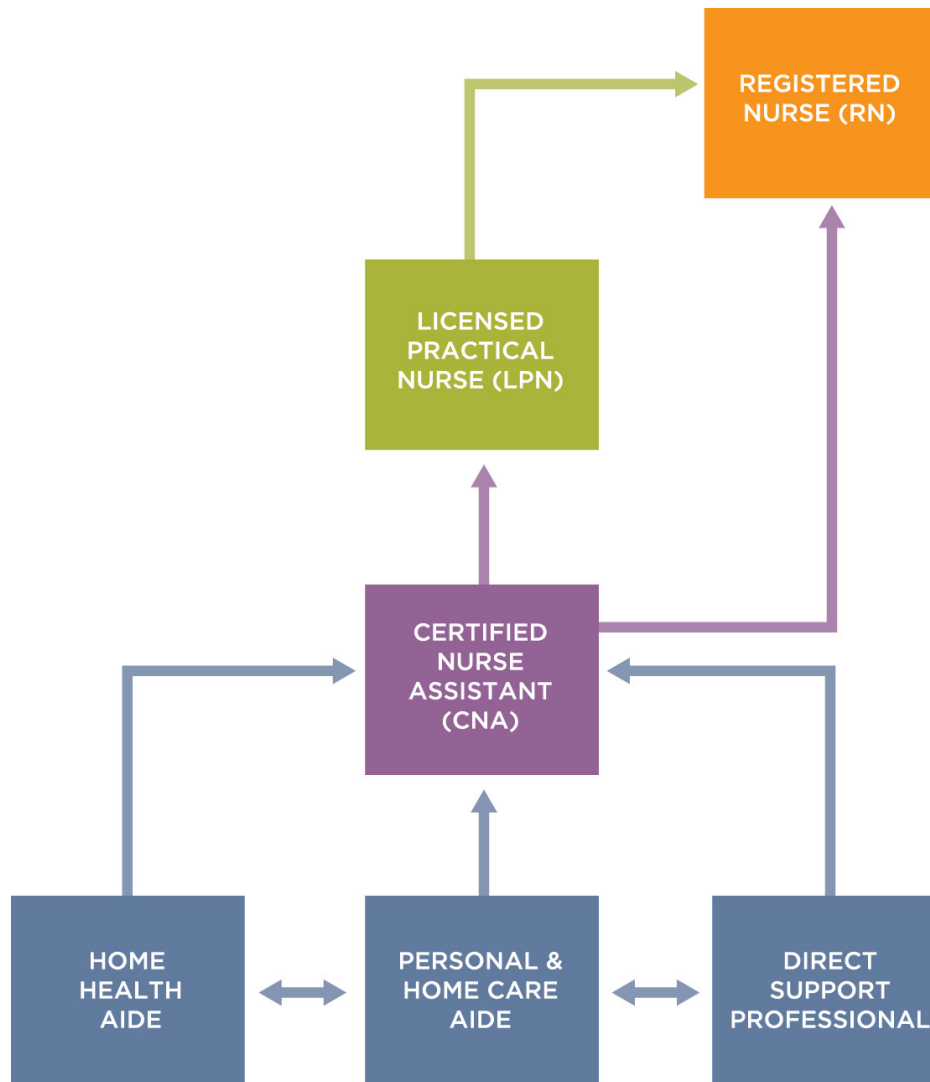 REGISTERED
NURSE (RN)
LICENSED
PRACTICAL
NURSE (LPN)
CERTIFIED
NURSE
ASSISTANT
(CNA)
HOME
HEALTH
AIDE
PERSONAL &
HOME CARE
AIDE
DIRECT
SUPPORT
PROFESSIONAL